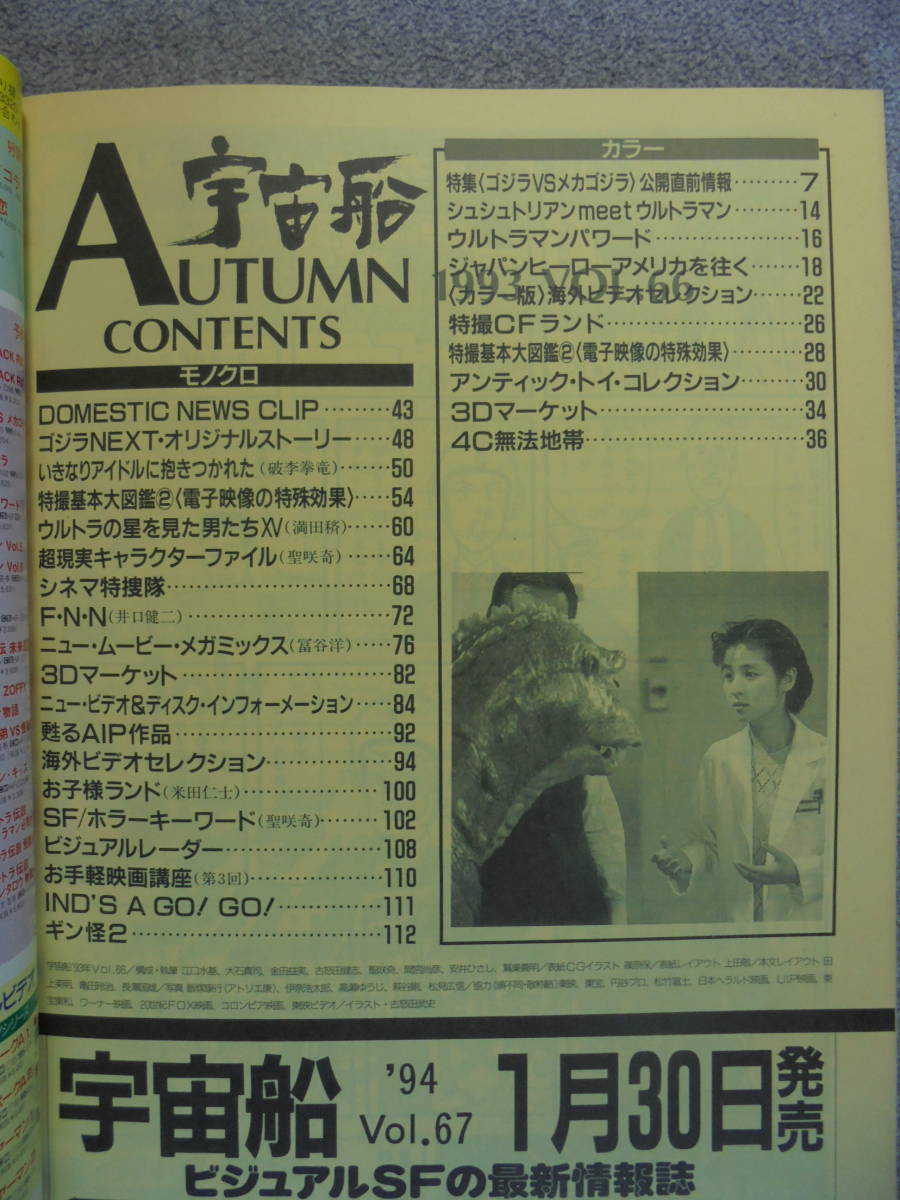 宇宙船
AUTUMN
CONTENTS
1993 VOL.66
モノクロ
DOMESTIC NEWS CLIP………43
ゴジラNEXT・オリジナルストーリー……48
いきなりアイドルに抱きつかれた(破李拳竜)……50
特撮基本大図鑑②〈電子映像の特殊効果〉……54
ウルトラの星を見た男たちXV(満田𥝝)……60
超現実キャラクターファイル(聖咲奇)……64
シネマ特捜隊……68
F・N・N(井口健二)……72
ニュー・ムービー・メガミックス(冨谷洋)……76
3Dマーケット……82
ニュー・ビデオ&ディスク・インフォーメーション……84
甦るAIP作品……92
海外ビデオセレクション……94
お子様ランド(米田仁士)……100
SF/ホラーキーワード(聖咲奇)……102
ビジュアルレーダー……108
お手軽映画講座(第3回)……110
IND'S A GO! GO!……111
ギン怪2……112
カラー
特集〈ゴジラVSメカゴジラ〉公開直前情報……7
シュシュトリアンmeetウルトラマン……14
ウルトラマンパワード……16
ジャパンヒーローアメリカを往く……18
〈カラー版〉海外ビデオセレクション……22
特撮CFランド……26
特撮基本大図鑑②〈電子映像の特殊効果〉……28
アンティック・トイ・コレクション……30
3Dマーケット……34
4C無法地帯……36
宇宙船 '94 Vol.67 1月30日発売
ビジュアルSFの最新情報誌